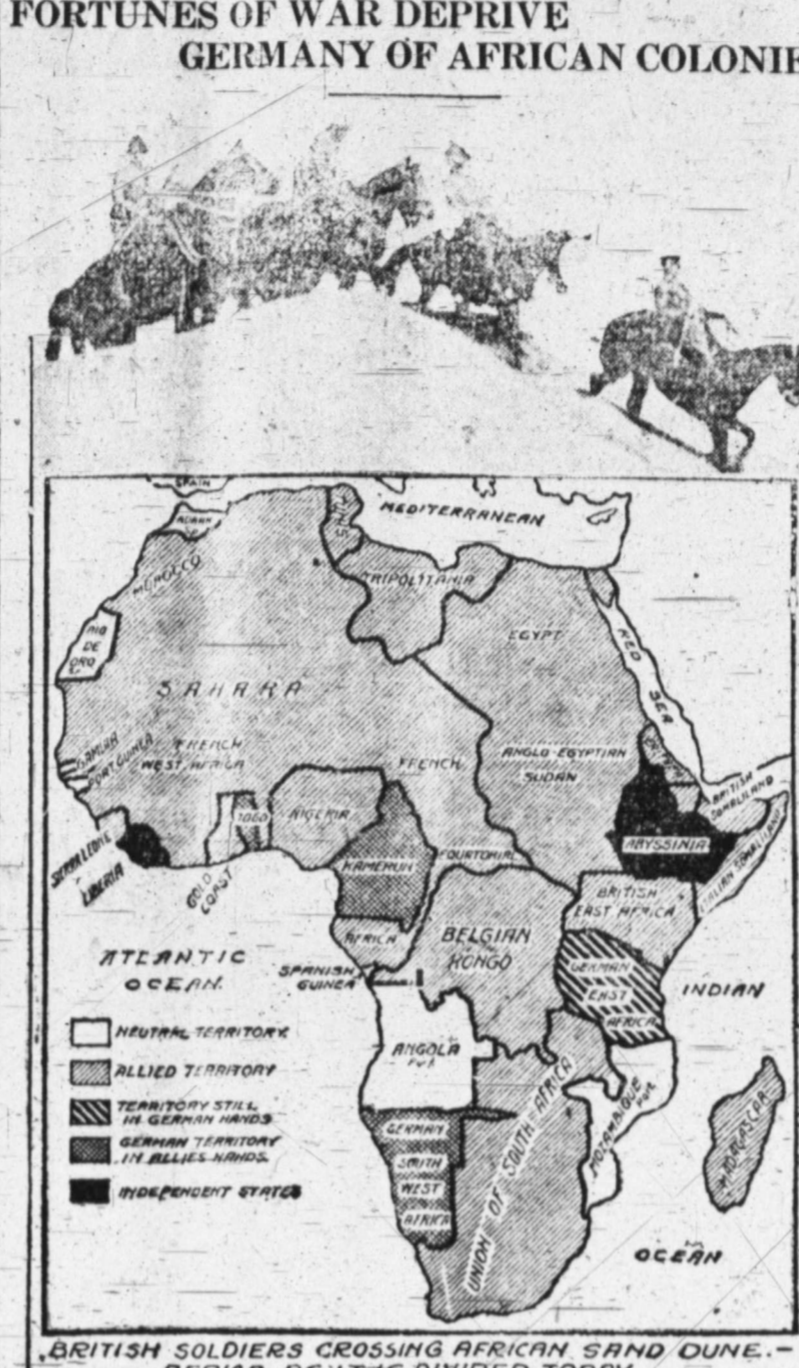 FORTUNES OF WAR DEPRIVE
GERMANY OF AFRICAN COLONIE
SPAIN
MEDITERRANEAN
MOROCCO
TUNIS
TRIPOLITANIA
EGYPT
RED
SEA
RIO
DE
ORO
SAHARA
GAMBIA
PORT GUINEA
FRENCH
WEST AFRICA
FRENCH
ANGLO EGYPTIAN
SUDAN
BRITISH
SOMALILAND
ITALIAN SOMALILAND
ABYSSINIA
TOGO
NIGERIA
SIERRA LEONE
LIBERIA
GOLD
COAST
KAMERUN
EQUATORIAL
AFRICA
BRITISH
EAST AFRICA
BELGIAN
KONGO
SPANISH
GUINEA
GERMAN
EAST
AFRICA
ATLANTIC
OCEAN.
INDIAN
NEUTRAL TERRITORY
ALLIED TERRITORY
TERRITORY STILL
IN GERMAN HANDS
GERMAN TERRITORY
IN ALLIES HANDS.
INDEPENDENT STATES
ANGOLA
MOZAMBIQUE
MADAGASCAR
GERMAN
SOUTH
WEST
AFRICA
UNION OF SOUTH AFRICA
OCEAN
BRITISH SOLDIERS CROSSING AFRICAN SAND DUNE.—